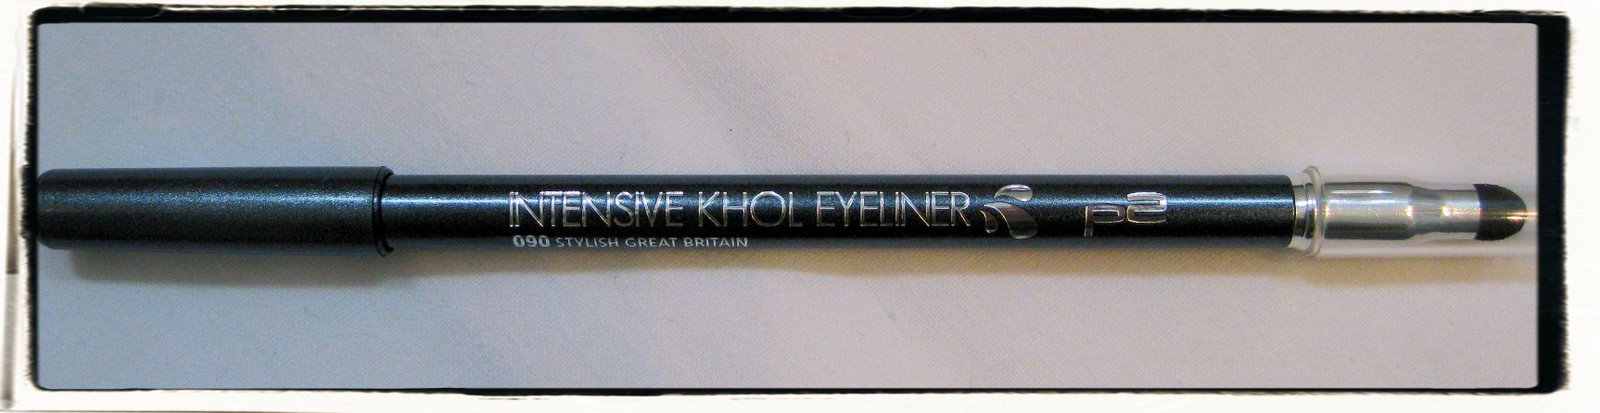 INTENSIVE KHOL EYELINER p2
090 STYLISH GREAT BRITAIN